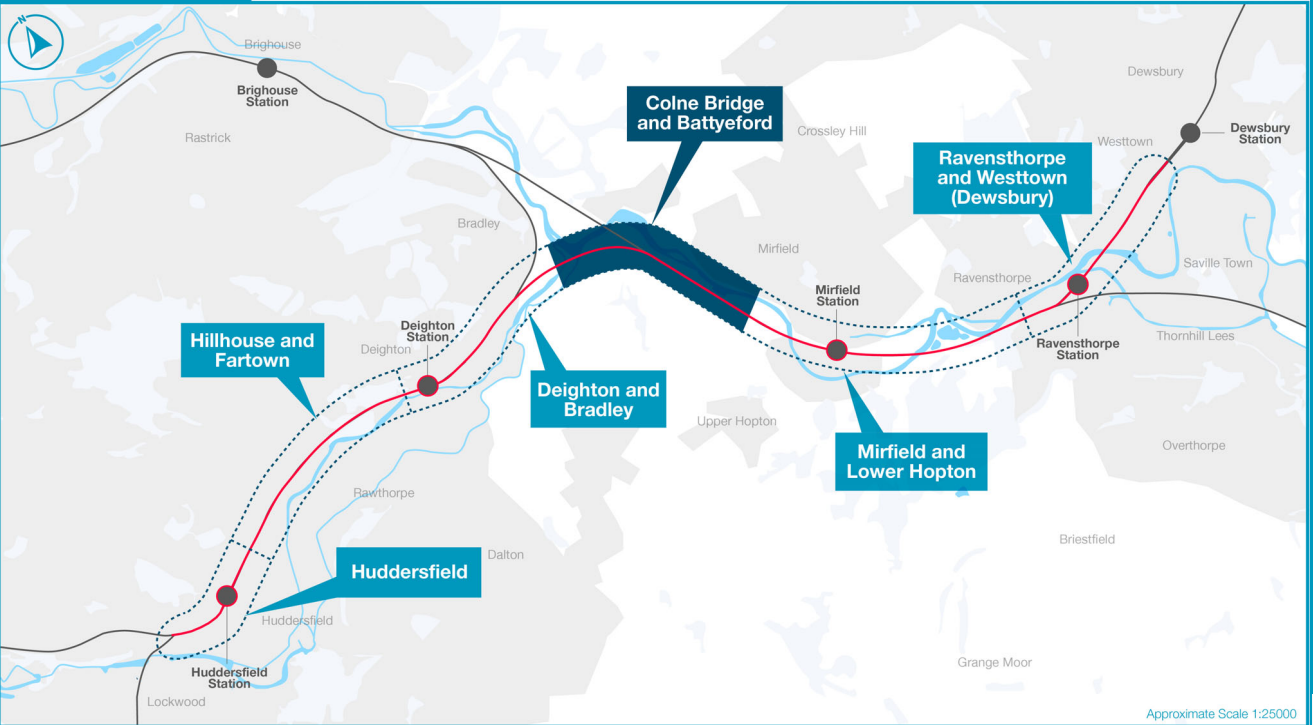 N
Brighouse
Brighouse
Station
Rastrick
Colne Bridge
and Battyeford
Crossley Hill
Dewsbury
Westtown
Dewsbury
Station
Ravensthorpe
and Westtown
(Dewsbury)
Bradley
Mirfield
Ravensthorpe
Saville Town
Mirfield
Station
Deighton
Station
Hillhouse and
Fartown
Deighton
Ravensthorpe
Station
Thornhill Lees
Deighton and
Bradley
Upper Hopton
Mirfield and
Lower Hopton
Overthorpe
Rawthorpe
Dalton
Briestfield
Huddersfield
Huddersfield
Huddersfield
Station
Lockwood
Grange Moor
Approximate Scale 1:25000